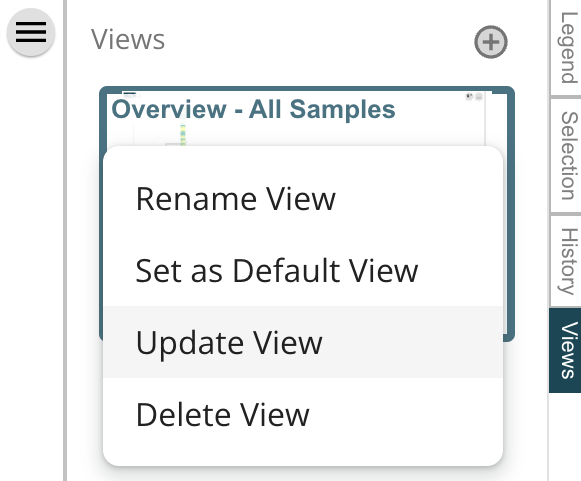 Views
Overview - All Samples
Rename View
Set as Default View
Update View
Delete View
Legend
Selection
History
Views